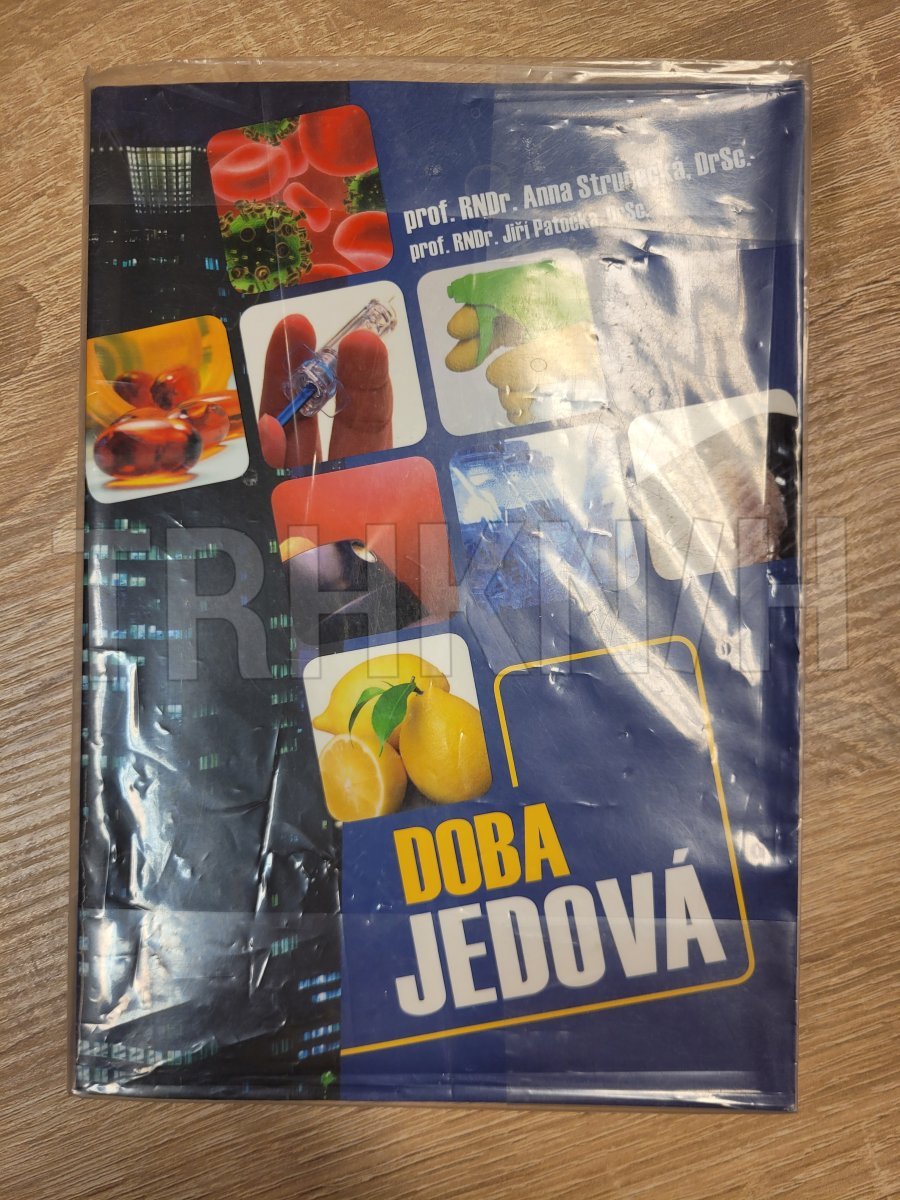 prof. RNDr. Anna Strunecká, DrSc.
prof. RNDr. Jiří Patočka, DrSc.
TRHKNIH
DOBA
JEDOVÁ